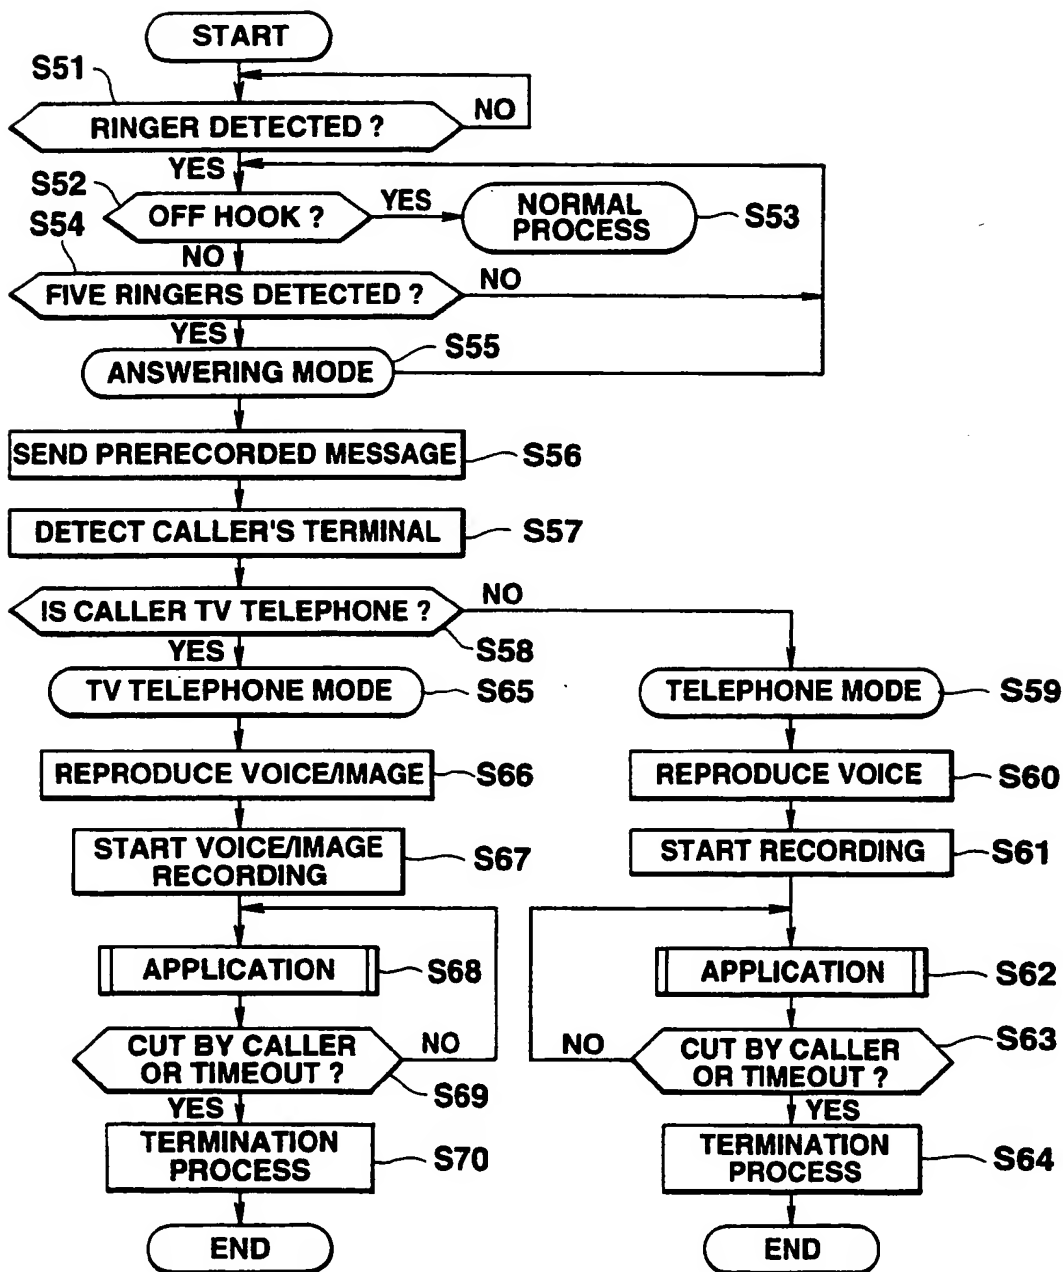 START
S51
NO
RINGER DETECTED ?
YES
S52
OFF HOOK ?
YES
NORMAL
PROCESS
S53
S54
NO
FIVE RINGERS DETECTED ?
NO
YES
S55
ANSWERING MODE
SEND PRERECORDED MESSAGE
S56
DETECT CALLER'S TERMINAL
S57
IS CALLER TV TELEPHONE ?
NO
YES
S58
TV TELEPHONE MODE
S65
TELEPHONE MODE
S59
REPRODUCE VOICE/IMAGE
S66
REPRODUCE VOICE
S60
START VOICE/IMAGE
RECORDING
S67
START RECORDING
S61
APPLICATION
S68
APPLICATION
S62
CUT BY CALLER
OR TIMEOUT ?
NO
S69
NO
CUT BY CALLER
OR TIMEOUT ?
S63
YES
YES
TERMINATION
PROCESS
S70
TERMINATION
PROCESS
S64
END
END